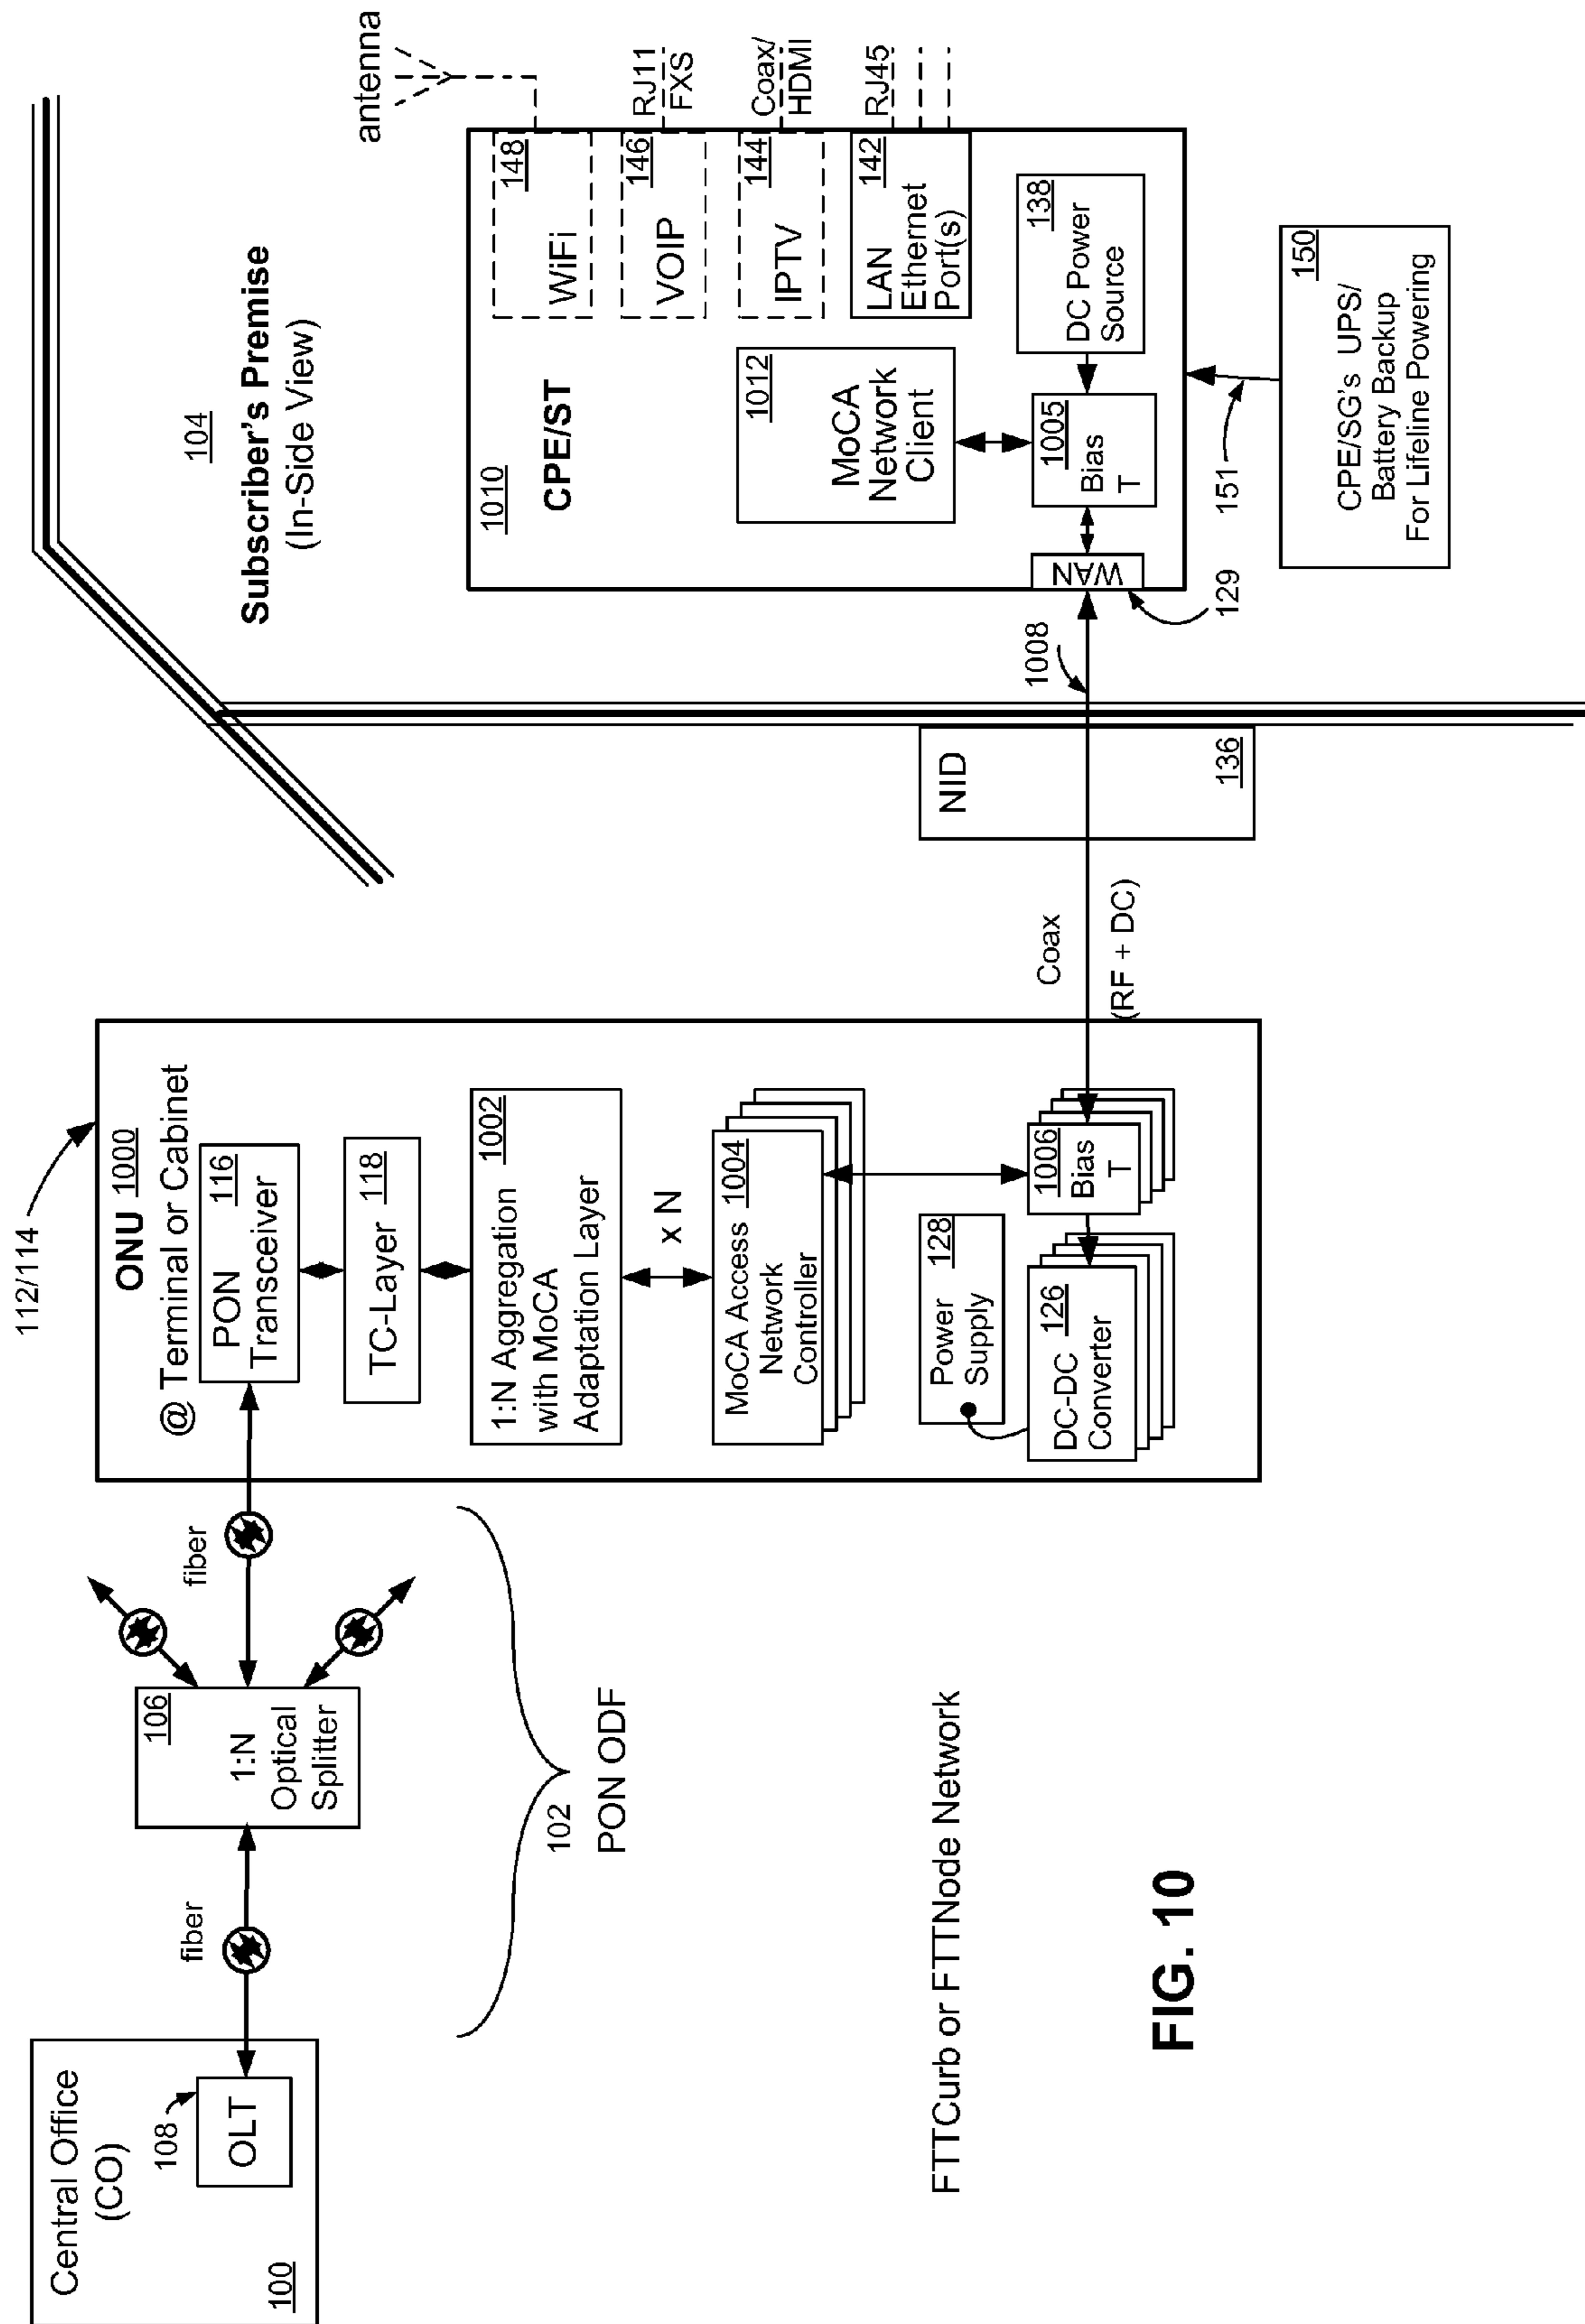 Central Office
(CO)
108
OLT
100
fiber
106
1:N
Optical
Splitter
fiber
102
PON ODF
112/114
ONU 1000
@ Terminal or Cabinet
PON 116
Transceiver
TC-Layer 118
1:N Aggregation 1002
with MoCA
Adaptation Layer
x N
MoCA Access 1004
Network
Controller
Power 128
Supply
DC-DC 126
Converter
1006
Bias
T
Coax
(RF + DC)
NID
136
1008
104
Subscriber's Premise
(In-Side View)
1010
CPE/ST
WAN
129
1012
MoCA
Network
Client
1005
Bias
T
138
DC Power
Source
148
WiFi
146
VOIP
144
IPTV
142
LAN
Ethernet
Port(s)
antenna
RJ11
FXS
Coax/
HDMI
RJ45
151
150
CPE/SG's UPS/
Battery Backup
For Lifeline Powering
FTTCurb or FTTNode Network
FIG. 10